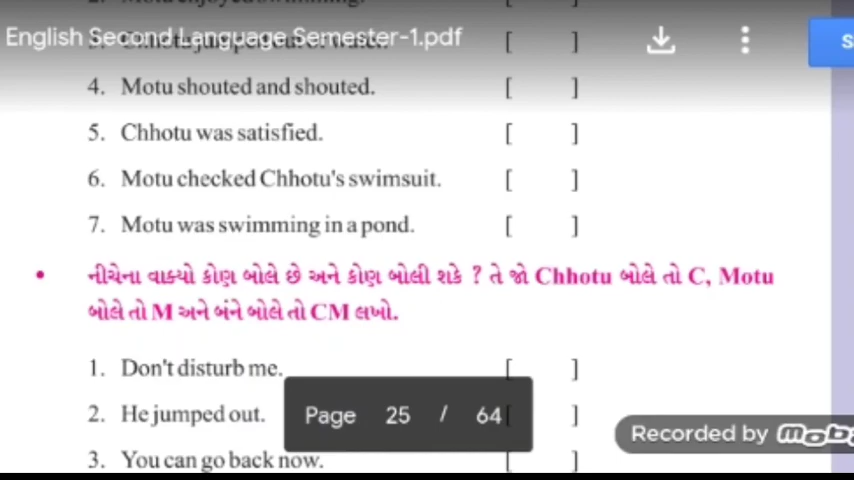 English Second Language Semester-1.pdf
[ ]
4. Motu shouted and shouted. [ ]
5. Chhotu was satisfied. [ ]
6. Motu checked Chhotu's swimsuit. [ ]
7. Motu was swimming in a pond. [ ]
• નીચેના વાક્યો કોણ બોલે છે અને કોણ બોલી શકે ? તે જો Chhotu બોલે તો C, Motu
બોલે તો M અને બંને બોલે તો CM લખો.
1. Don't disturb me. [ ]
2. He jumped out. [ ]
Page 25 / 64
Recorded by
3. You can go back now. [ ]